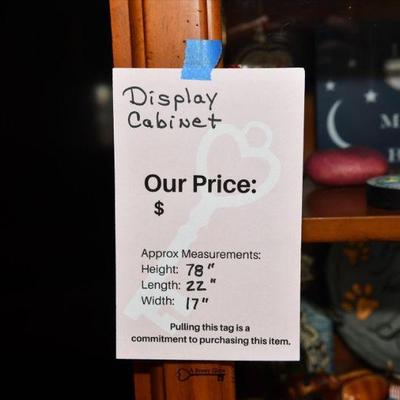 Display
Cabinet
Our Price:
$
Approx Measurements:
Height: 78"
Length: 22"
Width: 17"
Pulling this tag is a
commitment to purchasing this item.